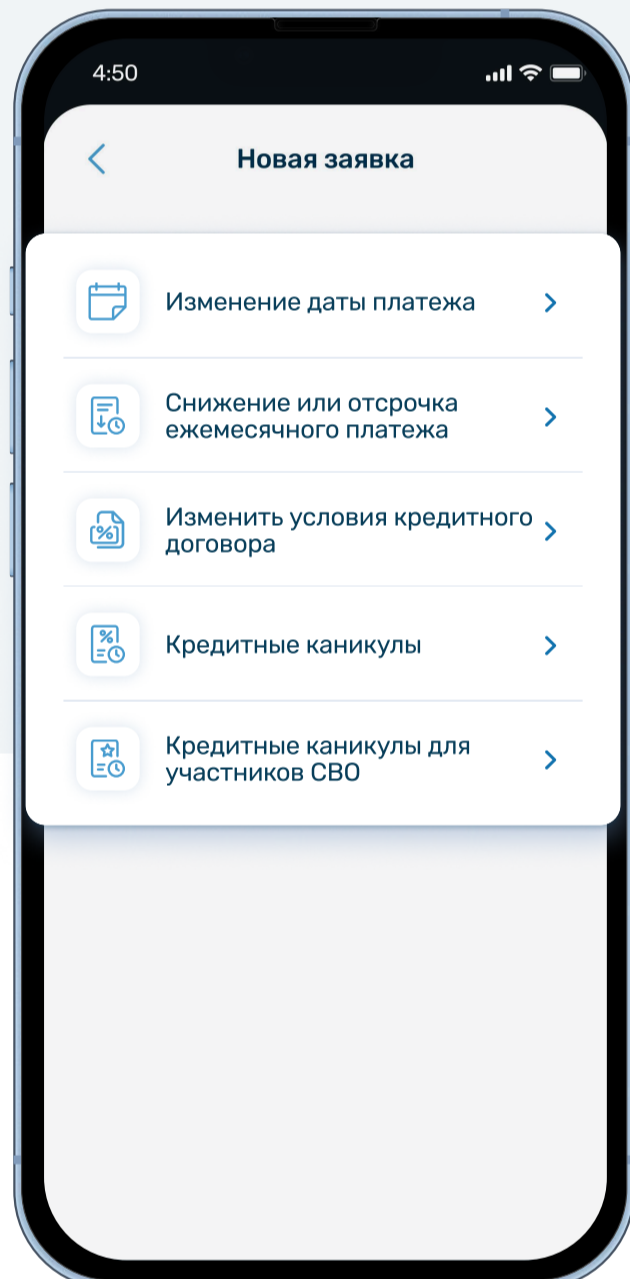 4:50
Новая заявка
Изменение даты платежа
Снижение или отсрочка
ежемесячного платежа
Изменить условия кредитного
договора
Кредитные каникулы
Кредитные каникулы для
участников СВО